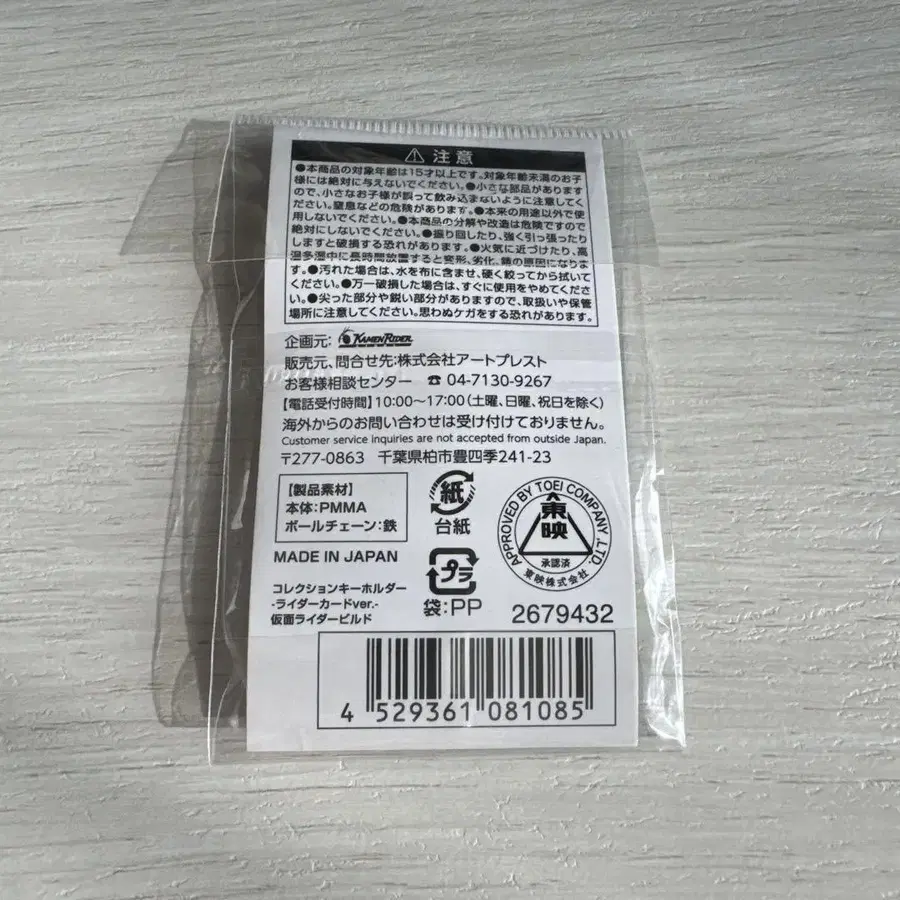 注意
●本商品の対象年齢は15才以上です。対象年齢未満のお子
様には絶対に与えないでください。●小さな部品があります
ので、小さなお子様が誤って飲み込まないように注意してく
ださい。窒息などの危険があります。●本来の用途以外で使
用しないでください。●本商品の分解や改造は危険ですので
絶対にしないでください。●振り回したり、強く引っ張ったり
しますと破損する恐れがあります。●火気に近づけたり、高
温多湿中に長時間放置すると変形、劣化、錆の原因になりま
す。●汚れた場合は、水を布に含ませ、硬く絞ってから拭いて
ください。●万一破損した場合は、すぐに使用をやめてくださ
い。●尖った部分や鋭い部分がありますので、取扱いや保管
場所に注意してください。思わぬケガをする恐れがあります。
企画元: KAMEN RIDER
販売元、問合せ先:株式会社アートプレスト
お客様相談センター ☎ 04-7130-9267
【電話受付時間】10:00〜17:00(土曜、日曜、祝日を除く)
海外からのお問い合わせは受け付けておりません。
Customer service inquiries are not accepted from outside Japan.
〒277-0863 千葉県柏市豊四季241-23
【製品素材】
本体:PMMA
ボールチェーン:鉄
紙
台紙
APPROVED BY TOEI COMPANY, LTD.
東映
承認済
東映株式会社
MADE IN JAPAN
プラ
袋:PP
コレクションキーホルダー
-ライダーカードver.-
仮面ライダービルド
2679432
4 529361 081085